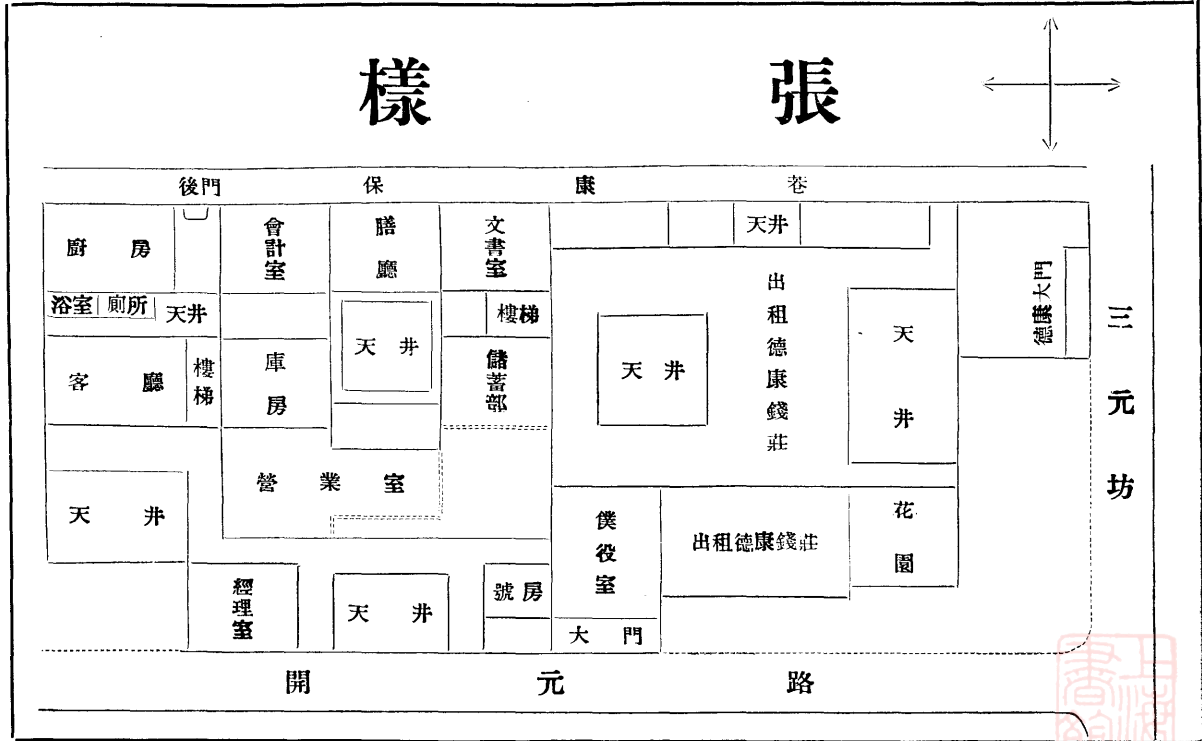 張樣
後門 保康巷
廚房
會計室
膳廳
文書室
天井
德康大門
浴室
廁所
天井
樓梯
出租德康錢莊
天井
天井
天井
客廳
樓梯
庫房
儲蓄部
三元坊
天井
營業室
僕役室
出租德康錢莊
花園
經理室
天井
號房
大門
開元路